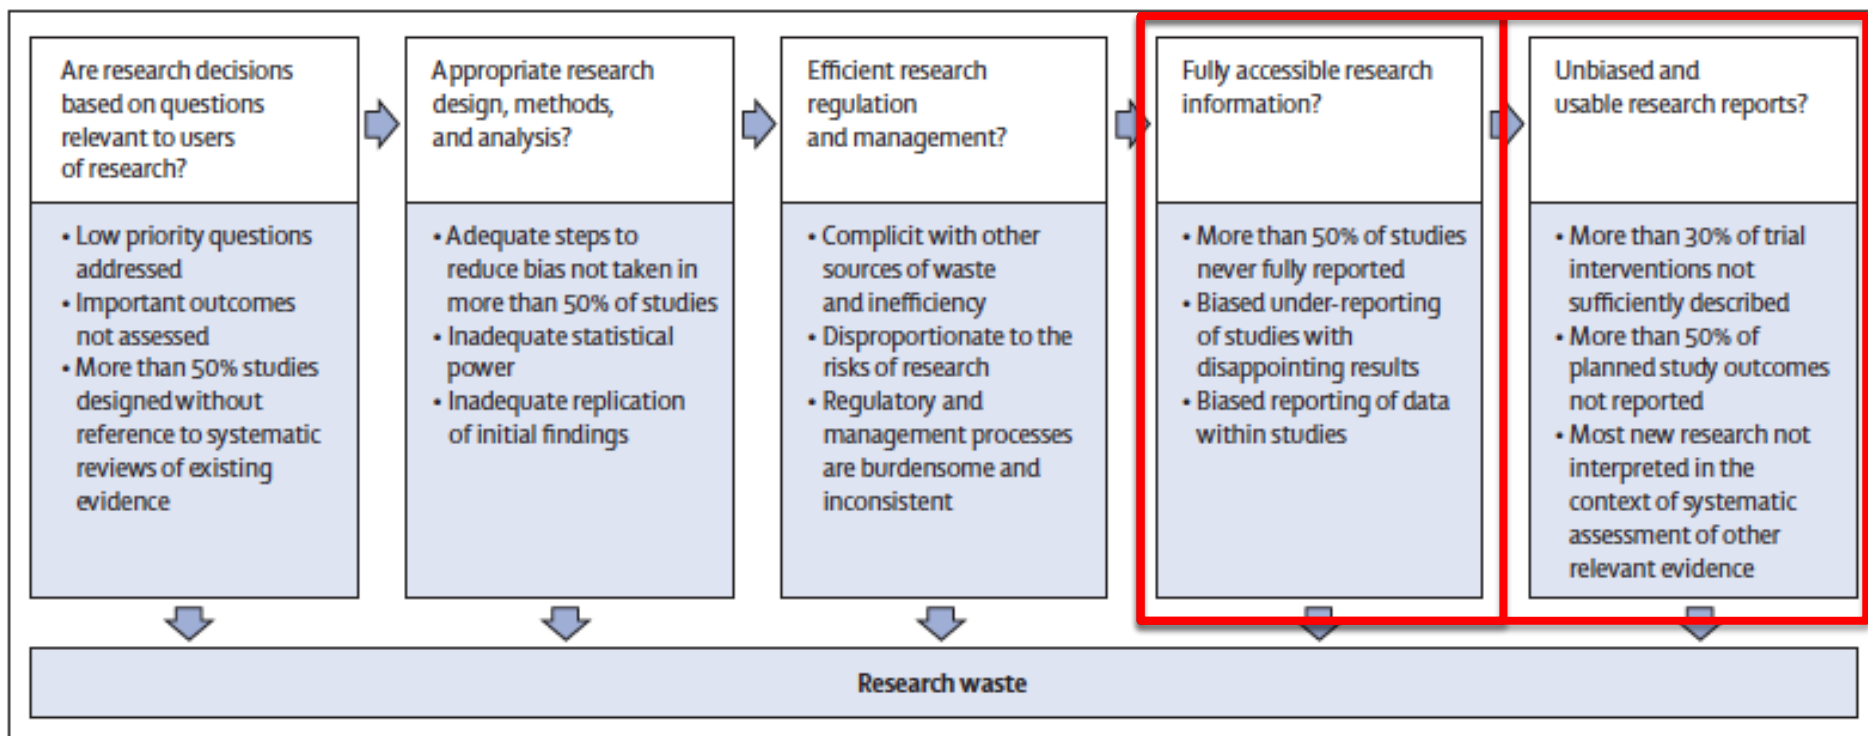 Are research decisions
based on questions
relevant to users
of research?
• Low priority questions
addressed
• Important outcomes
not assessed
• More than 50% studies
designed without
reference to systematic
reviews of existing
evidence
Appropriate research
design, methods,
and analysis?
• Adequate steps to
reduce bias not taken in
more than 50% of studies
• Inadequate statistical
power
• Inadequate replication
of initial findings
Efficient research
regulation
and management?
• Complicit with other
sources of waste
and inefficiency
• Disproportionate to the
risks of research
• Regulatory and
management processes
are burdensome and
inconsistent
Fully accessible research
information?
• More than 50% of studies
never fully reported
• Biased under-reporting
of studies with
disappointing results
• Biased reporting of data
within studies
Unbiased and
usable research reports?
• More than 30% of trial
interventions not
sufficiently described
• More than 50% of
planned study outcomes
not reported
• Most new research not
interpreted in the
context of systematic
assessment of other
relevant evidence
Research waste